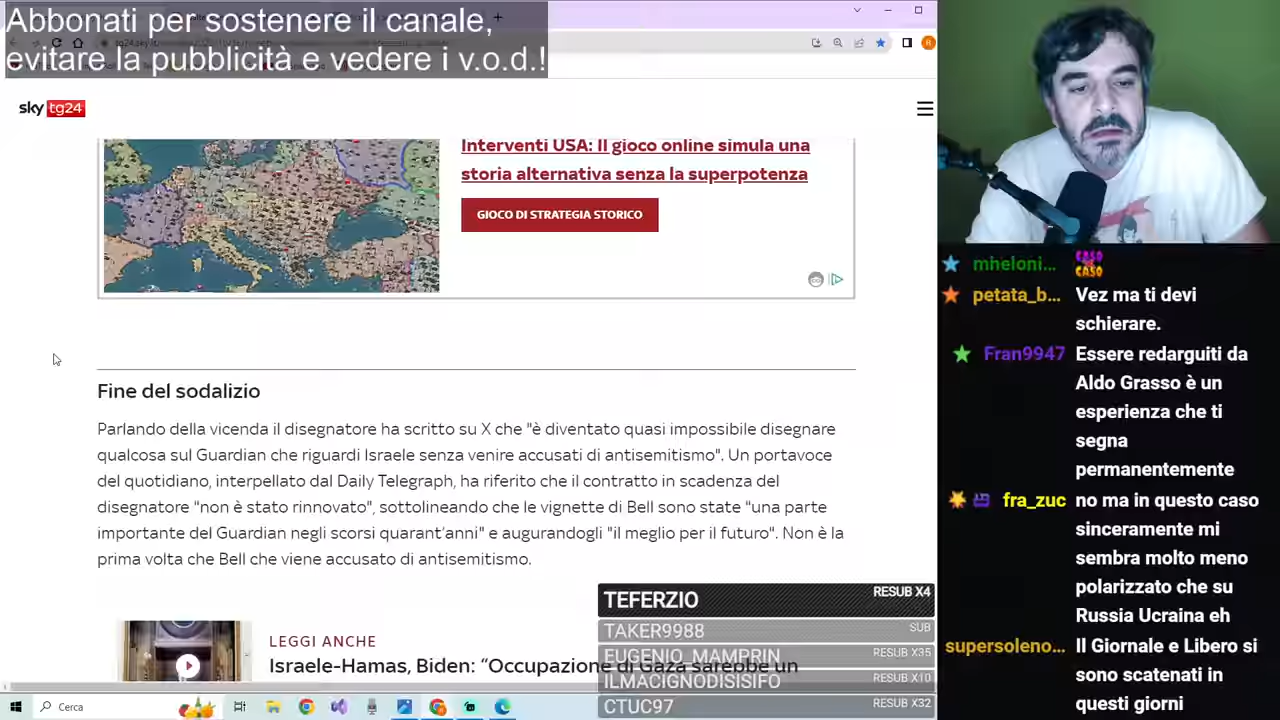 Abbonati per sostenere il canale,
evitare la pubblicità e vedere i v.o.d.!
sky tg24
Interventi USA: Il gioco online simula una
storia alternativa senza la superpotenza
GIOCO DI STRATEGIA STORICO
Fine del sodalizio
Parlando della vicenda il disegnatore ha scritto su X che "è diventato quasi impossibile disegnare
qualcosa sul Guardian che riguardi Israele senza venire accusati di antisemitismo". Un portavoce
del quotidiano, interpellato dal Daily Telegraph, ha riferito che il contratto in scadenza del
disegnatore "non è stato rinnovato", sottolineando che le vignette di Bell sono state "una parte
importante del Guardian negli scorsi quarant'anni" e augurandogli "il meglio per il futuro". Non è la
prima volta che Bell che viene accusato di antisemitismo.
LEGGI ANCHE
Israele-Hamas, Biden: “Occupazione di Gaza sarebbe un
TEFERZIO RESUB X4
TAKER9988 SUB
EUGENIO_MAMPRIN RESUB X35
ILMACIGNODISISIFO RESUB X10
CTUC97 RESUB X32
Cerca
mheloni... CASO
CASO
petata_b... Vez ma ti devi
schierare.
Fran9947 Essere redarguiti da
Aldo Grasso è un
esperienza che ti
segna
permanentemente
fra_zuc no ma in questo caso
sinceramente mi
sembra molto meno
polarizzato che su
Russia Ucraina eh
supersoleno... Il Giornale e Libero si
sono scatenati in
questi giorni